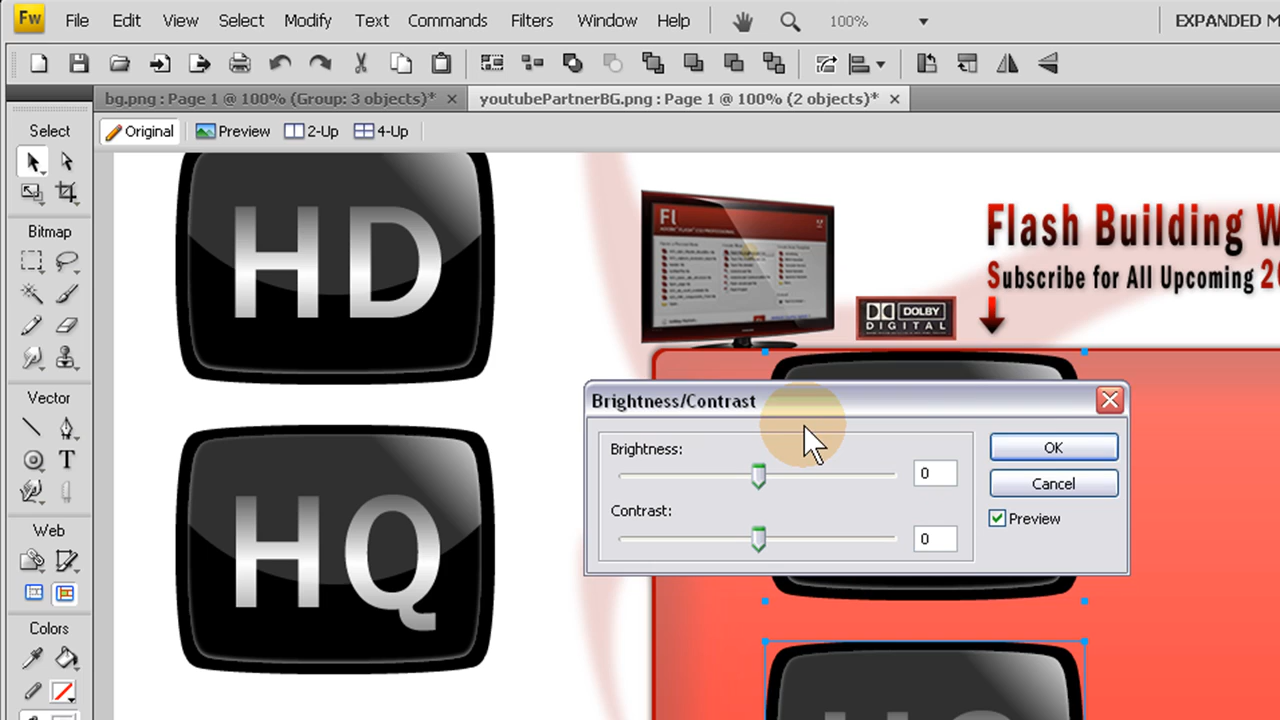 Fw File Edit View Select Modify Text Commands Filters Window Help 100% EXPANDED M
bg.png : Page 1 @ 100% (Group: 3 objects)* youtubePartnerBG.png : Page 1 @ 100% (2 objects)*
Select Original Preview 2-Up 4-Up
Bitmap
Vector
T
Web
Colors
HD
HQ
Fl
Flash Building W
Subscribe for All Upcoming 20
DOLBY
DIGITAL
Brightness/Contrast
Brightness: 0
Contrast: 0
OK
Cancel
Preview